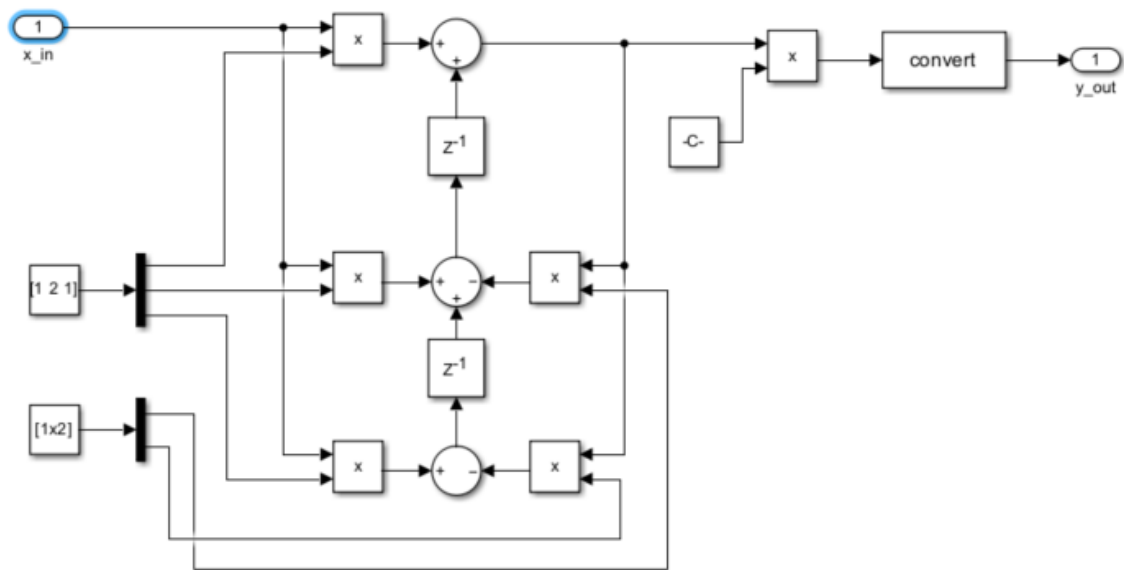 1
x_in
x
+
+
x
convert
1
y_out
-C-
Z-1
[1 2 1]
x
+
−
+
x
Z-1
[1x2]
x
+
−
x